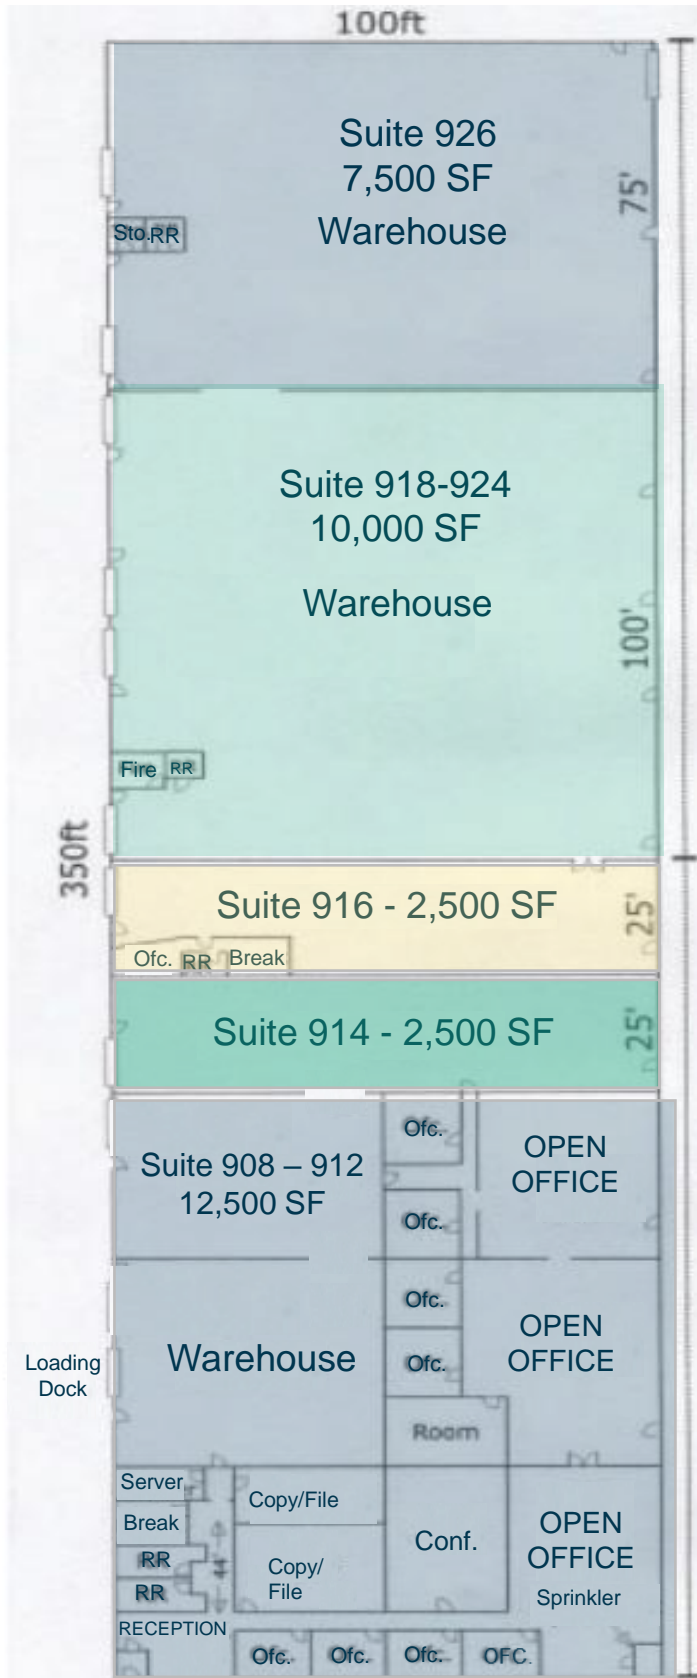 100ft
Suite 926
7,500 SF
Warehouse
75'
Sto. RR
Suite 918-924
10,000 SF
Warehouse
100'
Fire RR
350ft
Suite 916 - 2,500 SF
25'
Ofc. RR Break
Suite 914 - 2,500 SF
25'
Ofc.
Suite 908 – 912
12,500 SF
OPEN
OFFICE
Ofc.
Ofc.
Warehouse
OPEN
OFFICE
Ofc.
Loading
Dock
Room
Server
Copy/File
Break
Conf.
OPEN
OFFICE
RR
44'
Copy/
File
RR
Sprinkler
RECEPTION
Ofc. Ofc. Ofc. OFC.